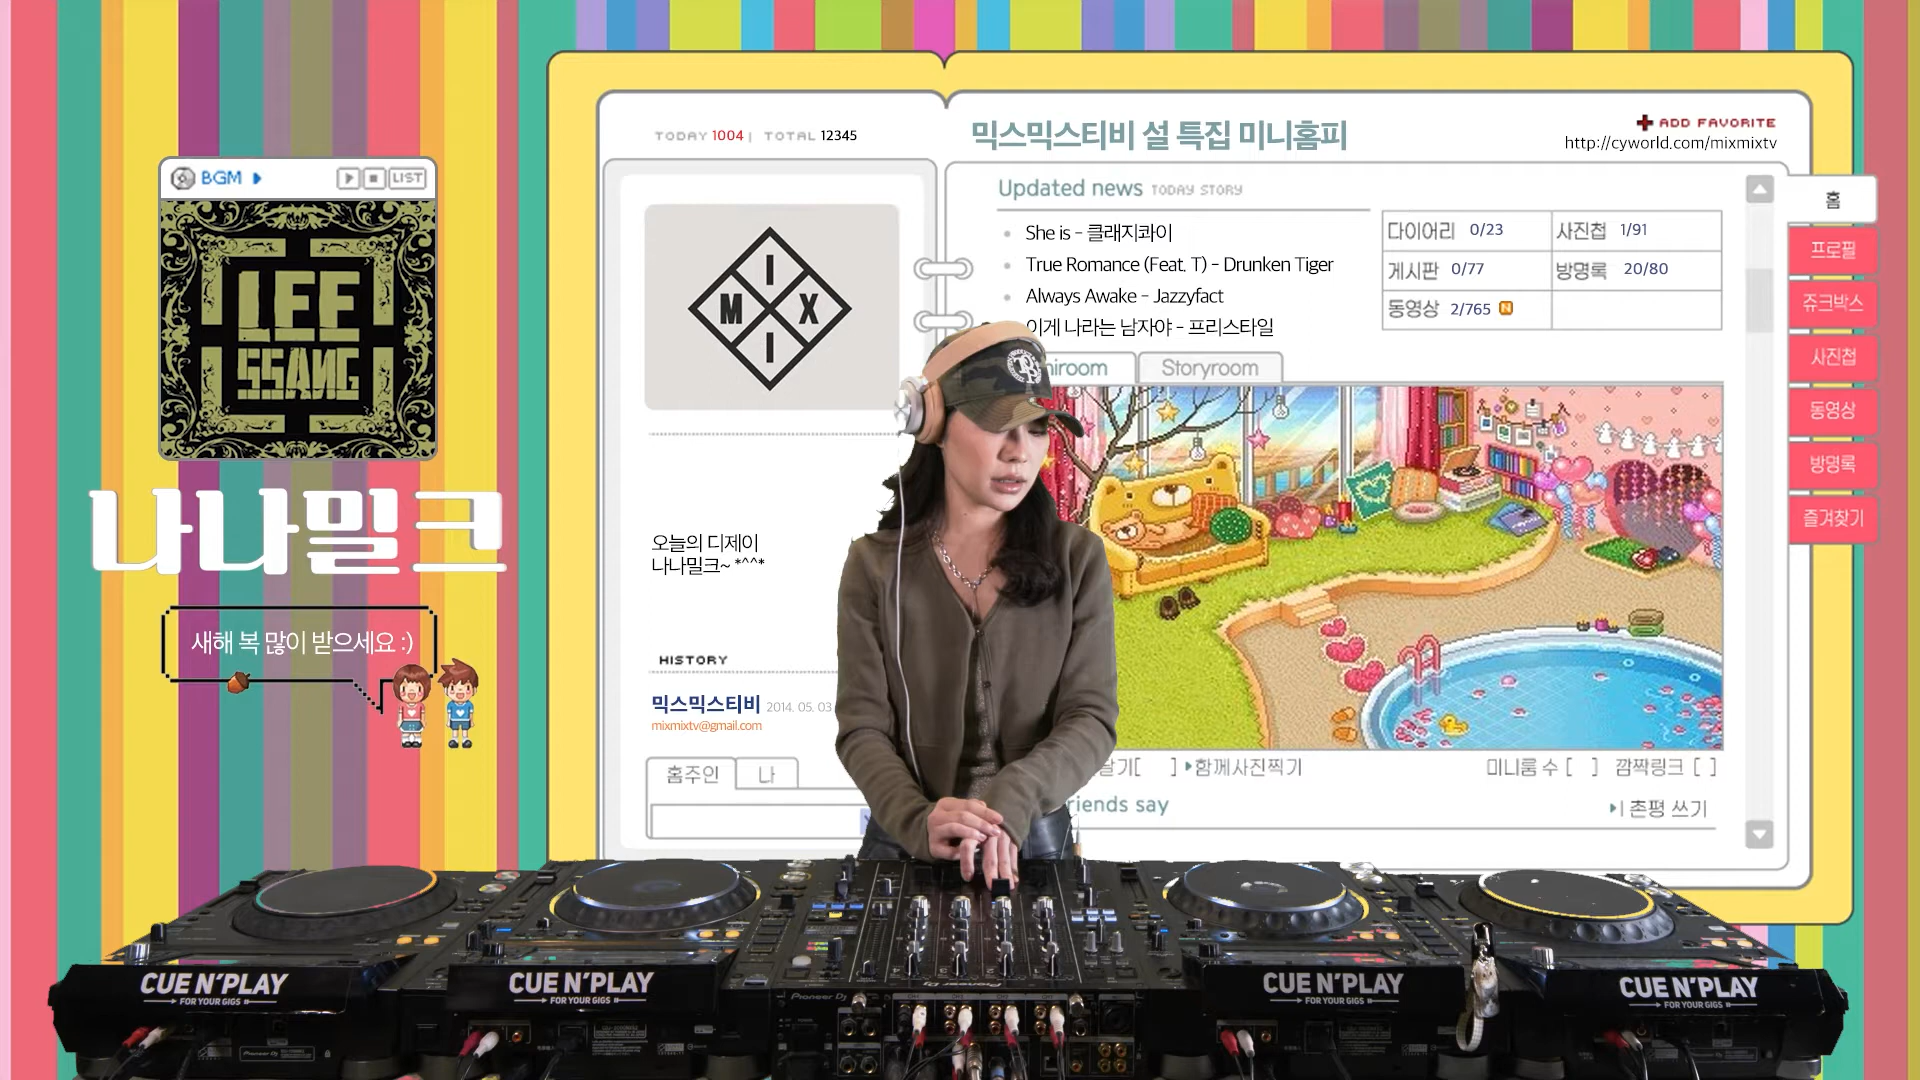 BGM
LIST
LEE
SSANG
나나밀크
새해 복 많이 받으세요 :)
TODAY 1004 | TOTAL 12345
MIXI
오늘의 디제이
나나밀크~ *^^*
HISTORY
믹스믹스티비 2014. 05. 03
mixmixtv@gmail.com
홈주인
나
믹스믹스티비 설 특집 미니홈피
ADD FAVORITE
http://cyworld.com/mixmixtv
Updated news TODAY STORY
She is - 클래지콰이
True Romance (Feat. T) - Drunken Tiger
Always Awake - Jazzyfact
이게 나라는 남자야 - 프리스타일
다이어리 0/23 사진첩 1/91
게시판 0/77 방명록 20/80
동영상 2/765 N
Storyroom
함께사진찍기
미니룸 수 [ ] 깜짝링크 [ ]
say
촌평 쓰기
홈
프로필
쥬크박스
사진첩
동영상
방명록
즐겨찾기
CUE N'PLAY
FOR YOUR GIGS
CUE N'PLAY
FOR YOUR GIGS
CUE N'PLAY
FOR YOUR GIGS
CUE N'PLAY
FOR YOUR GIGS
Pioneer Dj